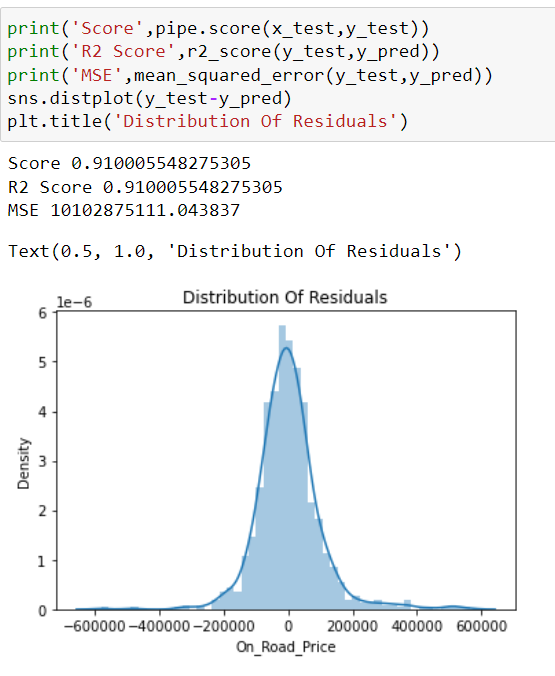 print('Score',pipe.score(x_test,y_test))
print('R2 Score',r2_score(y_test,y_pred))
print('MSE',mean_squared_error(y_test,y_pred))
sns.distplot(y_test-y_pred)
plt.title('Distribution Of Residuals')
Score 0.910005548275305
R2 Score 0.910005548275305
MSE 10102875111.043837
Text(0.5, 1.0, 'Distribution Of Residuals')
1e−6
Distribution Of Residuals
6
5
4
3
2
1
0
Density
−600000 −400000 −200000 0 200000 400000 600000
On_Road_Price